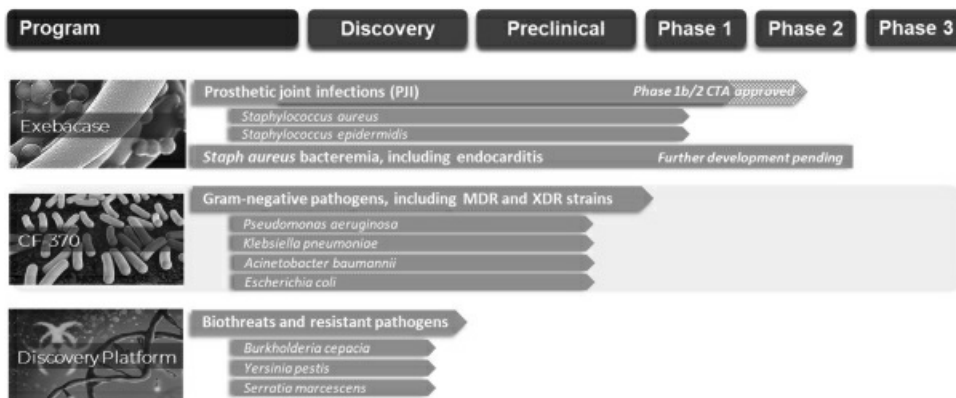 Program Discovery Preclinical Phase 1 Phase 2 Phase 3
Exebacase
Prosthetic joint infections (PJI) Phase 1b/2 CTA approved
Staphylococcus aureus
Staphylococcus epidermidis
Staph aureus bacteremia, including endocarditis Further development pending
CF 370
Gram-negative pathogens, including MDR and XDR strains
Pseudomonas aeruginosa
Klebsiella pneumoniae
Acinetobacter baumannii
Escherichia coli
Discovery Platform
Biothreats and resistant pathogens
Burkholderia cepacia
Yersinia pestis
Serratia marcescens